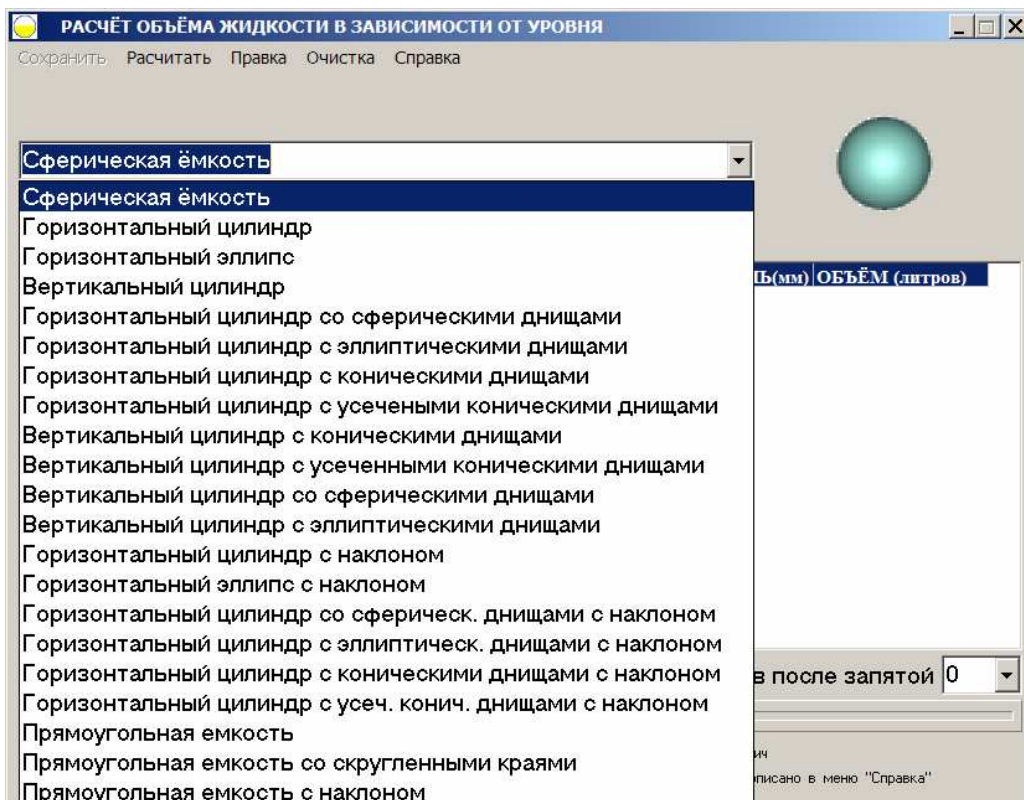 РАСЧЁТ ОБЪЁМА ЖИДКОСТИ В ЗАВИСИМОСТИ ОТ УРОВНЯ
Сохранить Расчитать Правка Очистка Справка
Сферическая ёмкость
Сферическая ёмкость
Горизонтальный цилиндр
Горизонтальный эллипс
Вертикальный цилиндр
Горизонтальный цилиндр со сферическими днищами
Горизонтальный цилиндр с эллиптическими днищами
Горизонтальный цилиндр с коническими днищами
Горизонтальный цилиндр с усечеными коническими днищами
Вертикальный цилиндр с коническими днищами
Вертикальный цилиндр с усеченными коническими днищами
Вертикальный цилиндр со сферическими днищами
Вертикальный цилиндр с эллиптическими днищами
Горизонтальный цилиндр с наклоном
Горизонтальный эллипс с наклоном
Горизонтальный цилиндр со сферическ. днищами с наклоном
Горизонтальный цилиндр с эллиптическ. днищами с наклоном
Горизонтальный цилиндр с коническими днищами с наклоном
Горизонтальный цилиндр с усеч. конич. днищами с наклоном
Прямоугольная емкость
Прямоугольная емкость со скругленными краями
Прямоугольная емкость с наклоном
Ь(мм) ОБЪЁМ (литров)
в после запятой 0
ич
писано в меню "Справка"